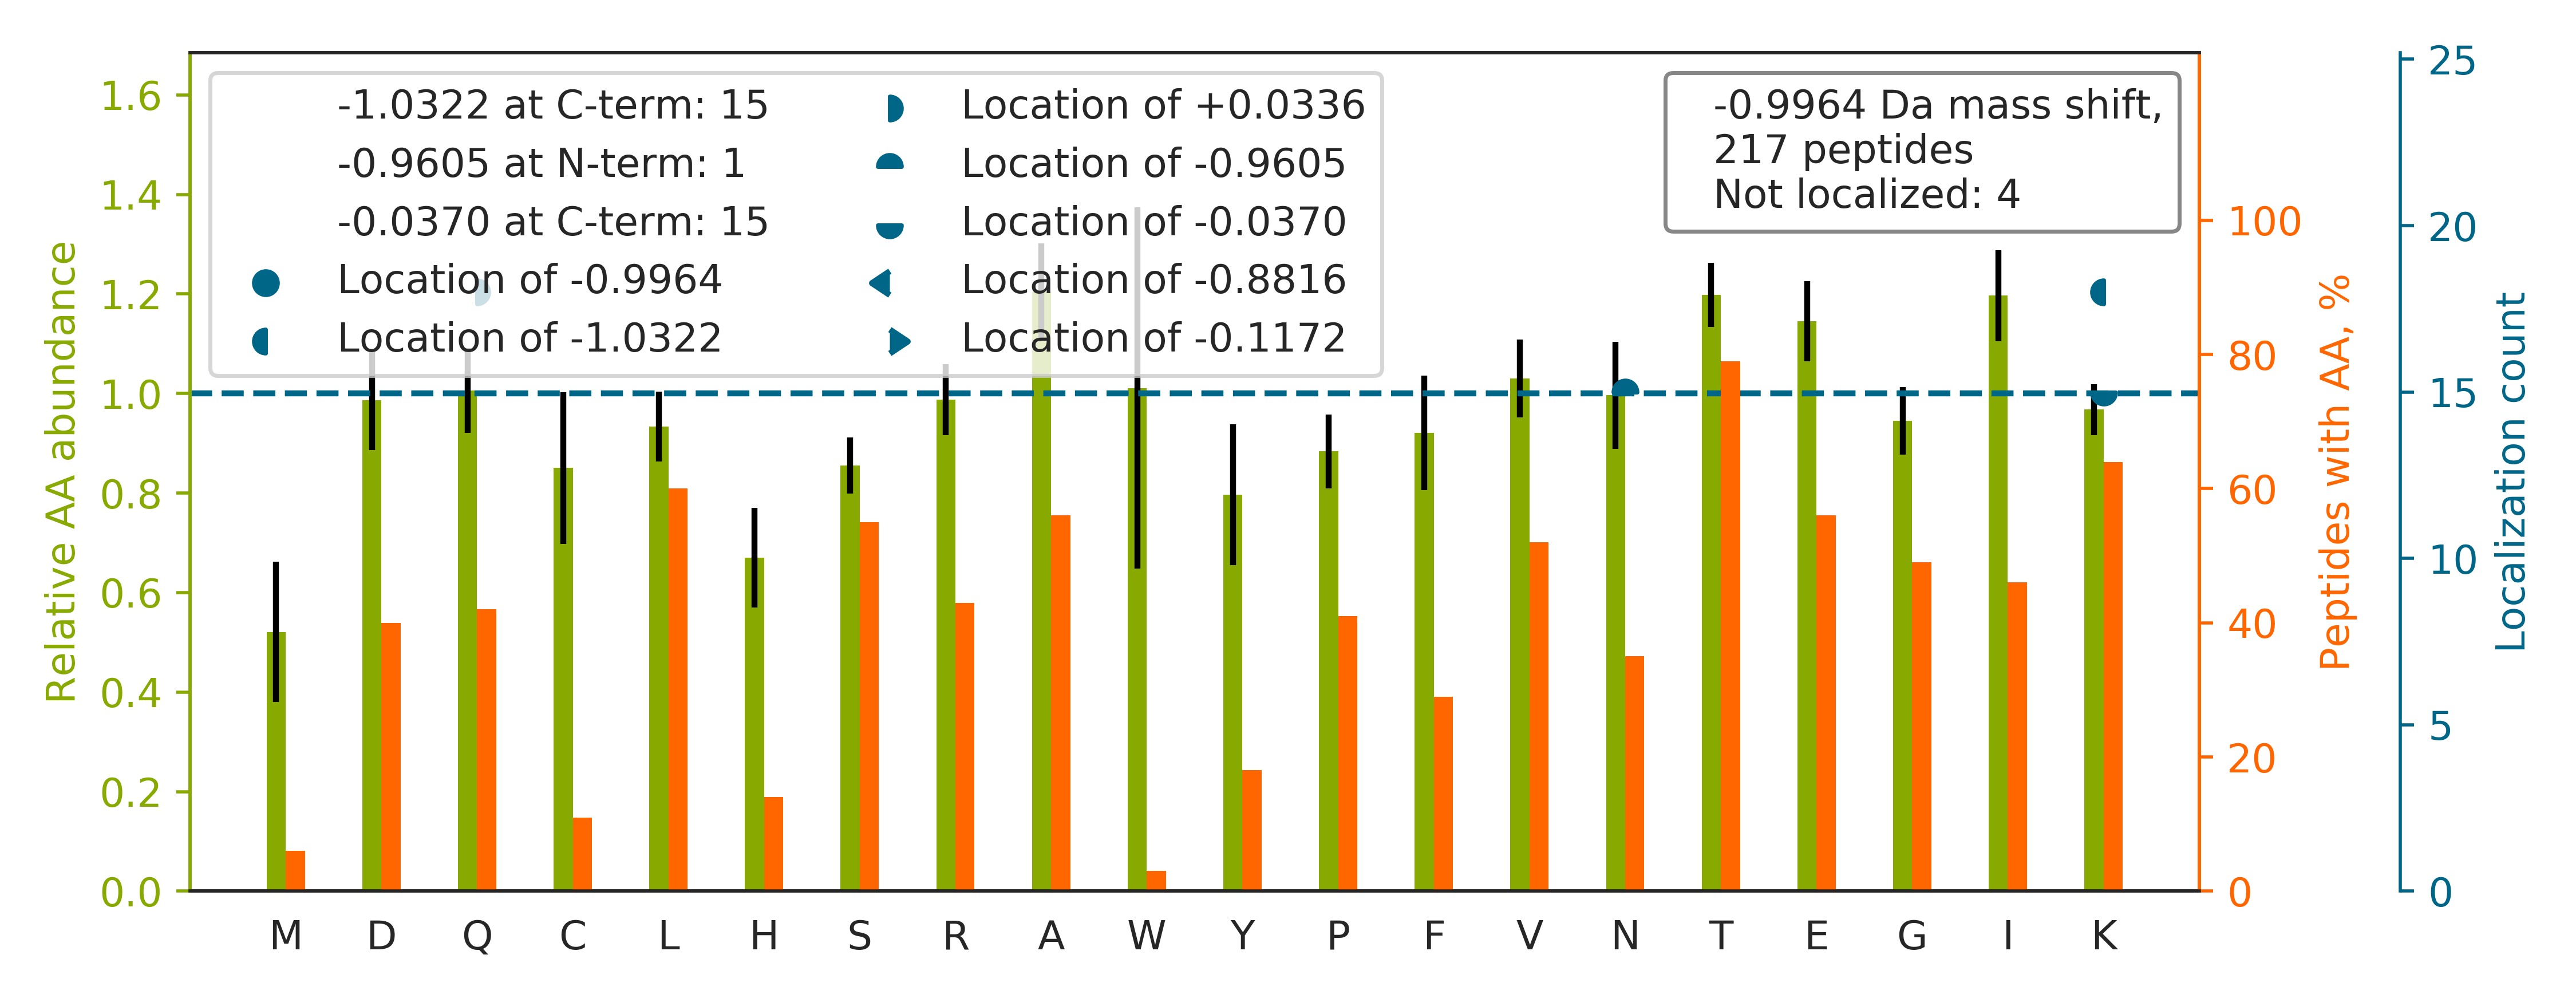 1.6
1.4
1.2
1.0
0.8
0.6
0.4
0.2
0.0
Relative AA abundance
-1.0322 at C-term: 15
-0.9605 at N-term: 1
-0.0370 at C-term: 15
Location of -0.9964
Location of -1.0322
Location of +0.0336
Location of -0.9605
Location of -0.0370
Location of -0.8816
Location of -0.1172
-0.9964 Da mass shift,
217 peptides
Not localized: 4
100
80
60
40
20
0
Peptides with AA, %
25
20
15
10
5
0
Localization count
M D Q C L H S R A W Y P F V N T E G I K